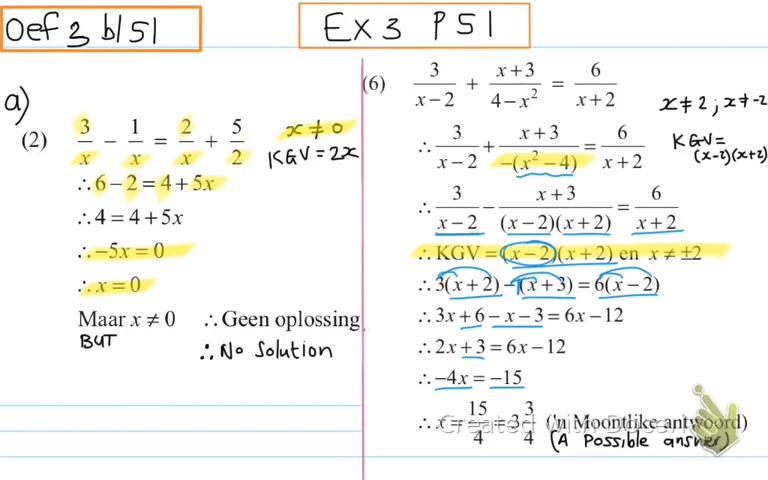 Oef 3 bl 51
Ex 3 P 51
a)
(2) 3/x − 1/x = 2/x + 5/2
x ≠ 0
KGV = 2x
∴ 6 − 2 = 4 + 5x
∴ 4 = 4 + 5x
∴ −5x = 0
∴ x = 0
Maar x ≠ 0 ∴ Geen oplossing
BUT ∴ No Solution
(6) 3/(x − 2) + (x + 3)/(4 − x²) = 6/(x + 2)
x ≠ 2 ; x ≠ −2
∴ 3/(x − 2) + (x + 3)/(−(x² − 4)) = 6/(x + 2)
KGV =
(x−2)(x+2)
∴ 3/(x − 2) − (x + 3)/((x − 2)(x + 2)) = 6/(x + 2)
∴ KGV = (x − 2)(x + 2) en x ≠ ±2
∴ 3(x + 2) − (x + 3) = 6(x − 2)
∴ 3x + 6 − x − 3 = 6x − 12
∴ 2x + 3 = 6x − 12
∴ −4x = −15
∴ x = 15/4 = 3 3/4 ('n Moontlike antwoord)
(A Possible answer)
Created with